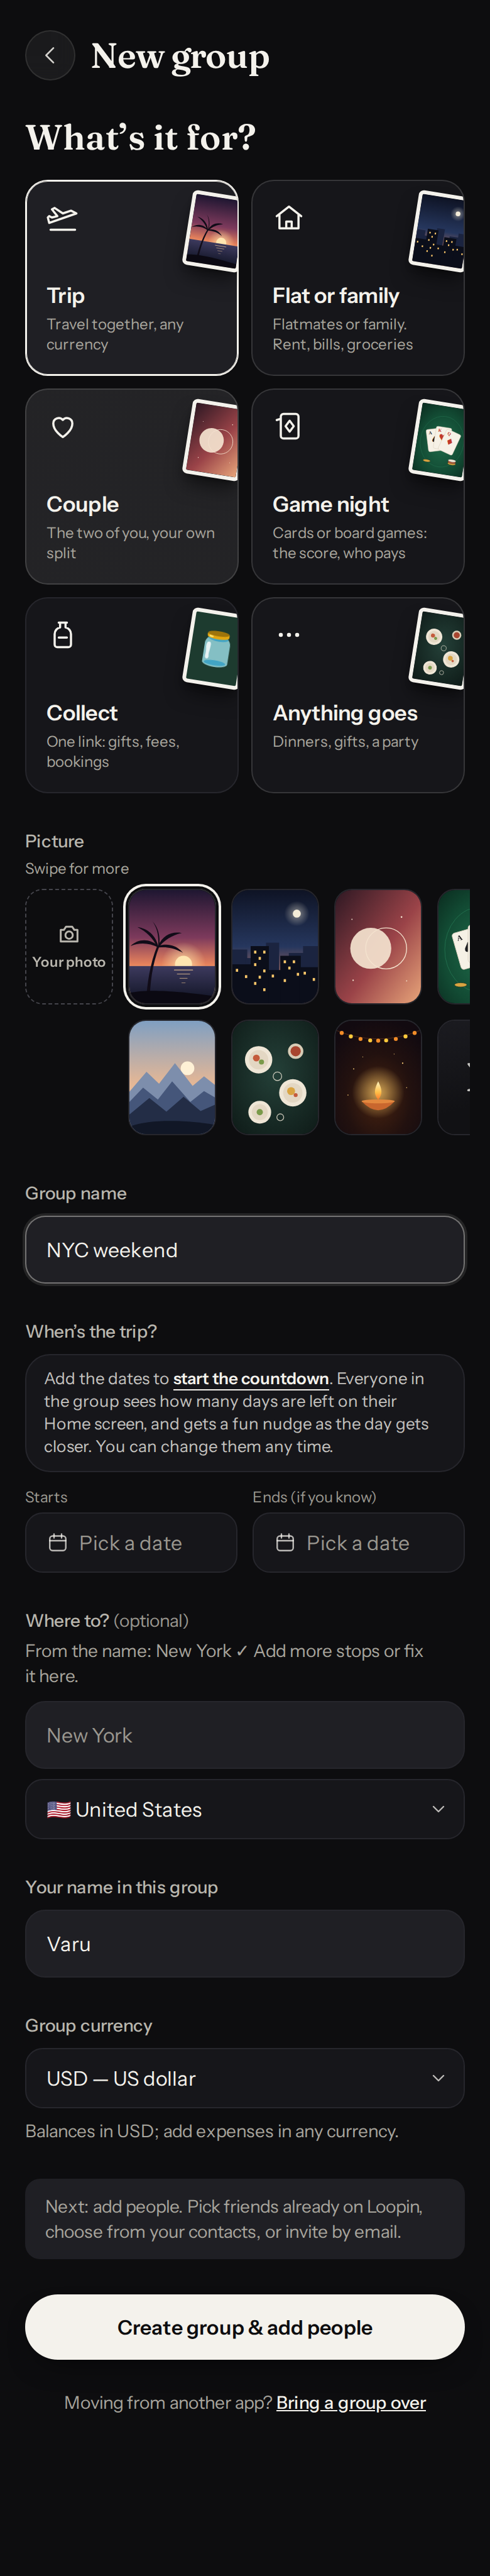 New group
What's it for?
Trip
Travel together, any
currency
Flat or family
Flatmates or family.
Rent, bills, groceries
Couple
The two of you, your own
split
Game night
Cards or board games:
the score, who pays
Collect
One link: gifts, fees,
bookings
Anything goes
Dinners, gifts, a party
Picture
Swipe for more
Your photo
Group name
NYC weekend
When's the trip?
Add the dates to start the countdown. Everyone in
the group sees how many days are left on their
Home screen, and gets a fun nudge as the day gets
closer. You can change them any time.
Starts
Ends (if you know)
Pick a date
Pick a date
Where to? (optional)
From the name: New York ✓ Add more stops or fix
it here.
New York
🇺🇸 United States
Your name in this group
Varu
Group currency
USD — US dollar
Balances in USD; add expenses in any currency.
Next: add people. Pick friends already on Loopin,
choose from your contacts, or invite by email.
Create group & add people
Moving from another app? Bring a group over